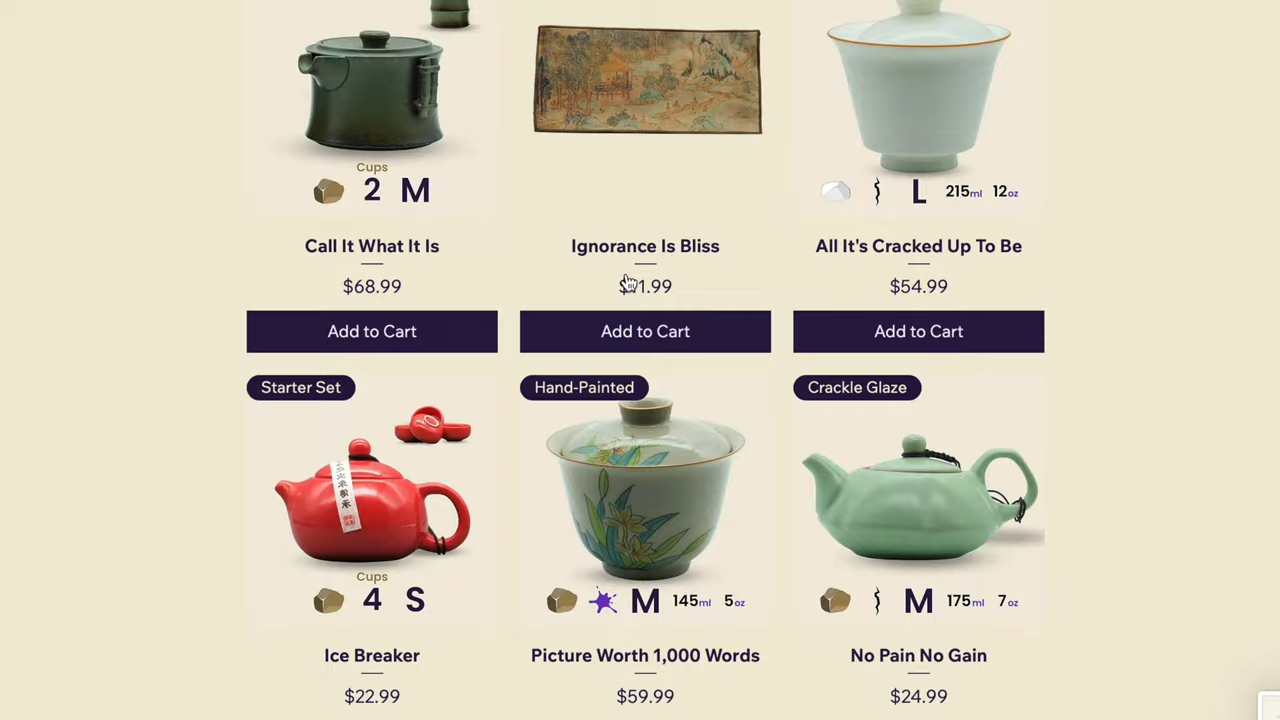 Cups
2 M
L 215ml 12oz
Call It What It Is
Ignorance Is Bliss
All It's Cracked Up To Be
$68.99
$54.99
Add to Cart
Add to Cart
Add to Cart
Starter Set
Hand-Painted
Crackle Glaze
Cups
4 S
M 145ml 5oz
M 175ml 7oz
Ice Breaker
Picture Worth 1,000 Words
No Pain No Gain
$22.99
$59.99
$24.99